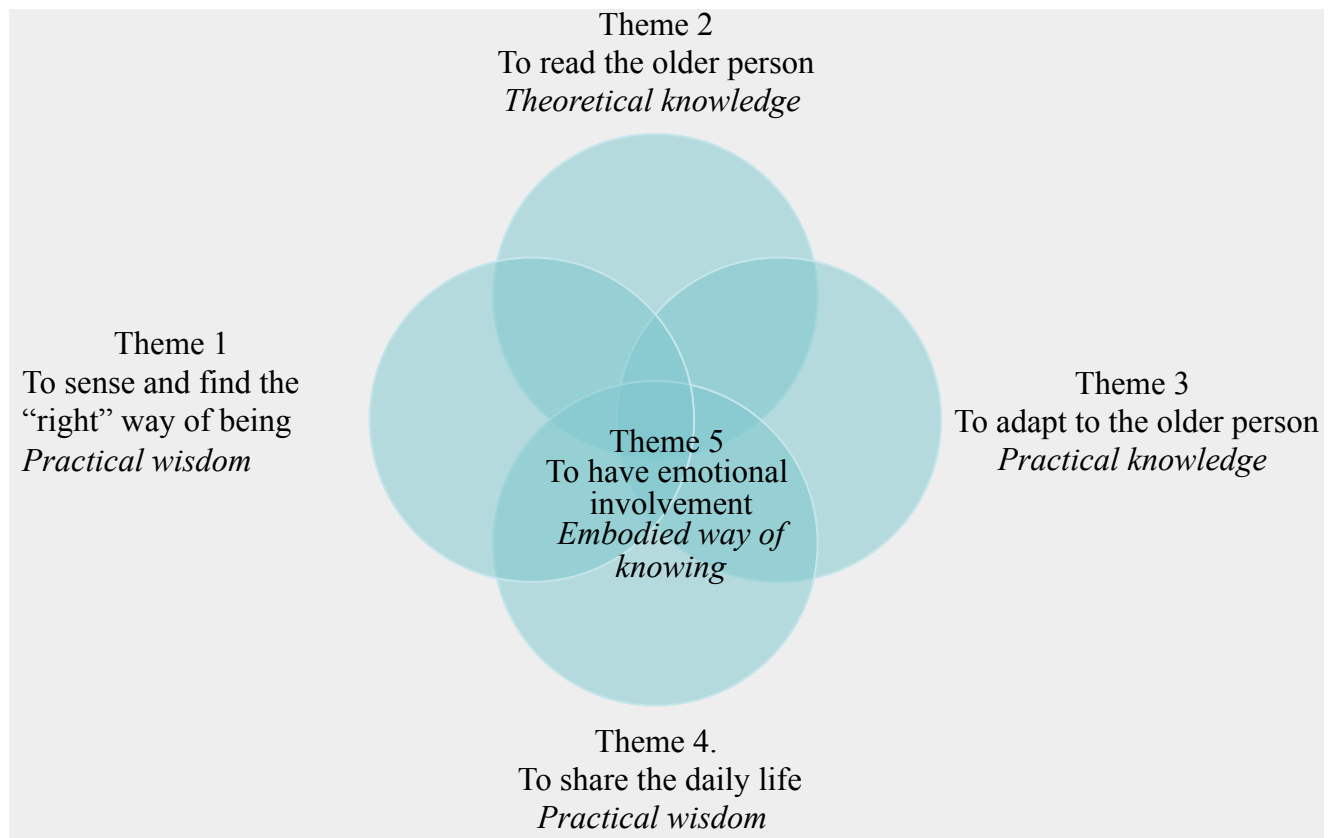 Theme 2
To read the older person
Theoretical knowledge
Theme 1
To sense and find the
“right” way of being
Practical wisdom
Theme 3
To adapt to the older person
Practical knowledge
Theme 5
To have emotional
involvement
Embodied way of
knowing
Theme 4.
To share the daily life
Practical wisdom